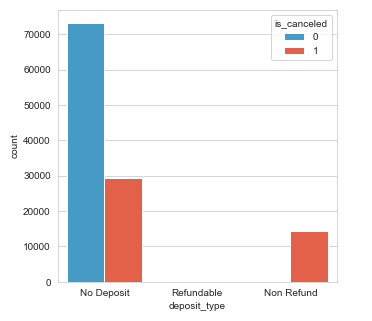 is_canceled
0
1
70000
60000
50000
40000
30000
20000
10000
0
count
No Deposit Refundable Non Refund
deposit_type